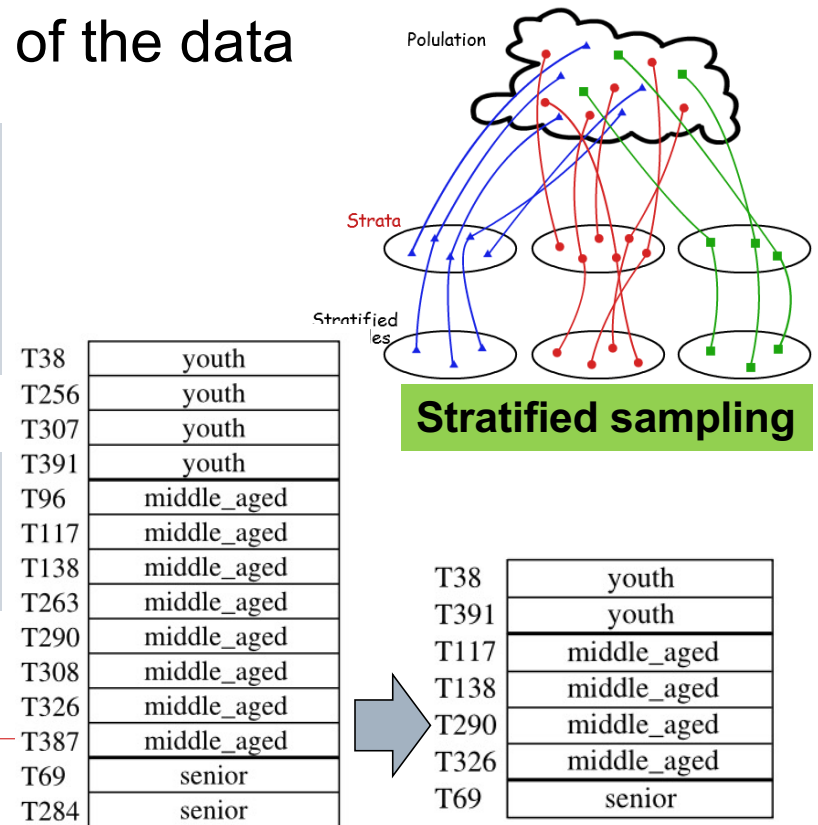 of the data
Polulation
Strata
Stratified
les
Stratified sampling
T38 youth
T256 youth
T307 youth
T391 youth
T96 middle_aged
T117 middle_aged
T138 middle_aged
T263 middle_aged
T290 middle_aged
T308 middle_aged
T326 middle_aged
T387 middle_aged
T69 senior
T284 senior
T38 youth
T391 youth
T117 middle_aged
T138 middle_aged
T290 middle_aged
T326 middle_aged
T69 senior